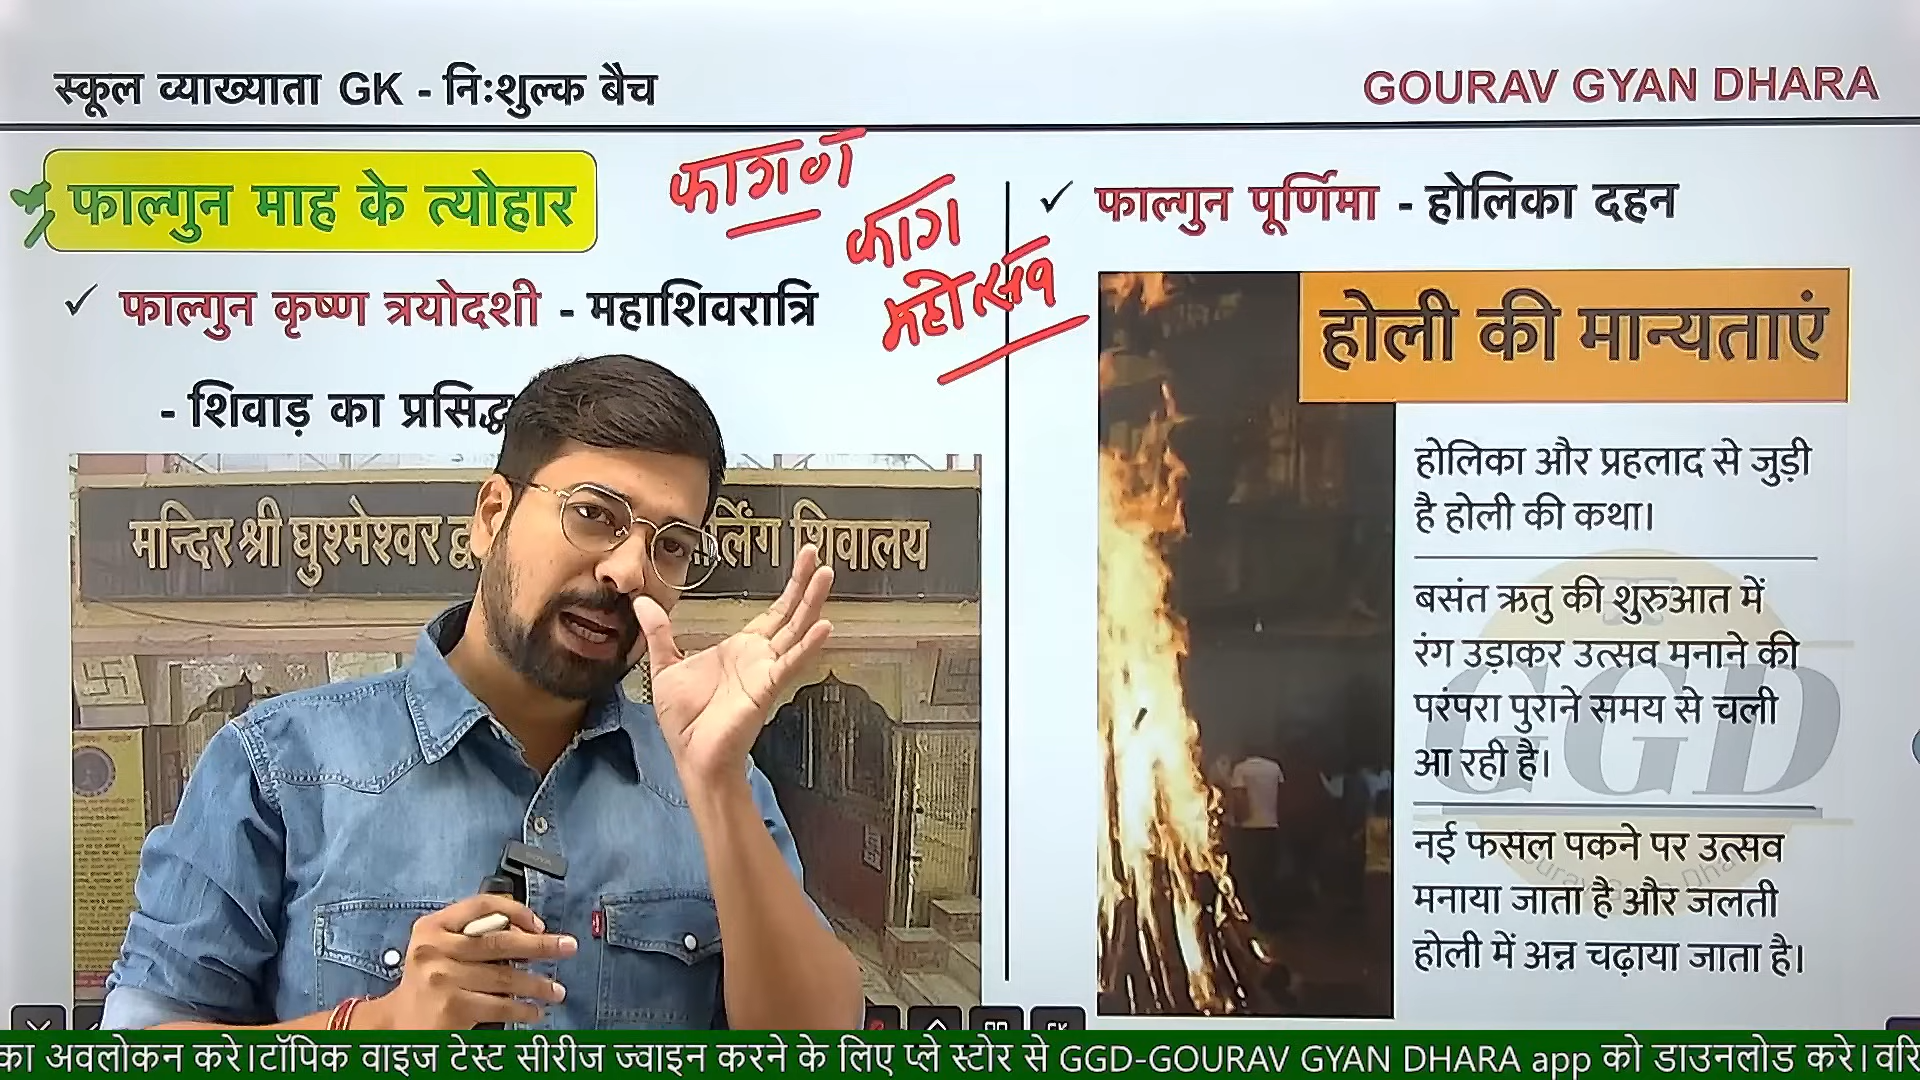 स्कूल व्याख्याता GK - निःशुल्क बैच
GOURAV GYAN DHARA
फाल्गुन माह के त्योहार
फाग
महोत्सव
✓ फाल्गुन कृष्ण त्रयोदशी - महाशिवरात्रि
- शिवाड़ का प्रसिद्ध
मन्दिर श्री घुश्मेश्वर
शिवालय
✓ फाल्गुन पूर्णिमा - होलिका दहन
होली की मान्यताएं
होलिका और प्रहलाद से जुड़ी
है होली की कथा।
बसंत ऋतु की शुरुआत में
रंग उड़ाकर उत्सव मनाने की
परंपरा पुराने समय से चली
आ रही है।
नई फसल पकने पर उत्सव
मनाया जाता है और जलती
होली में अन्न चढ़ाया जाता है।
GGD
का अवलोकन करे।टॉपिक वाइज टेस्ट सीरीज ज्वाइन करने के लिए प्ले स्टोर से GGD-GOURAV GYAN DHARA app को डाउनलोड करे।वरि